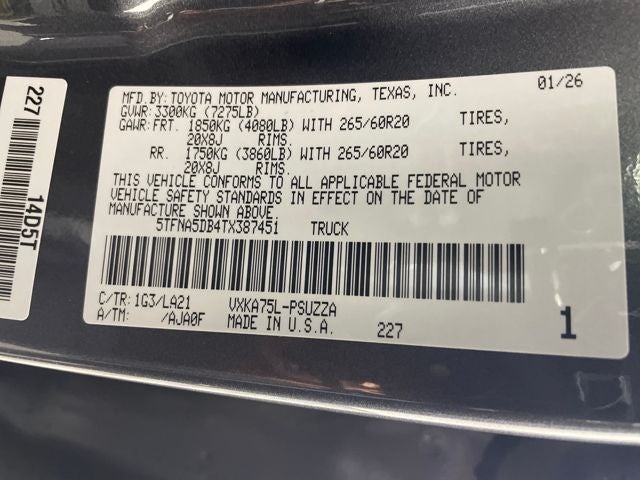 MFD.BY:TOYOTA MOTOR MANUFACTURING, TEXAS, INC. 01/26
GVWR:3300KG (7275LB)
GAWR:FRT. 1850KG (4080LB) WITH 265/60R20 TIRES,
20X8J RIMS.
RR. 1750KG (3860LB) WITH 265/60R20 TIRES,
20X8J RIMS.
THIS VEHICLE CONFORMS TO ALL APPLICABLE FEDERAL MOTOR
VEHICLE SAFETY STANDARDS IN EFFECT ON THE DATE OF
MANUFACTURE SHOWN ABOVE.
5TFNA5DB4TX38745i TRUCK
C/TR:1G3/LA21 VXKA75L-PSUZZA
A/TM: /AJA0F MADE IN U.S.A. 227 1
227 14D5T